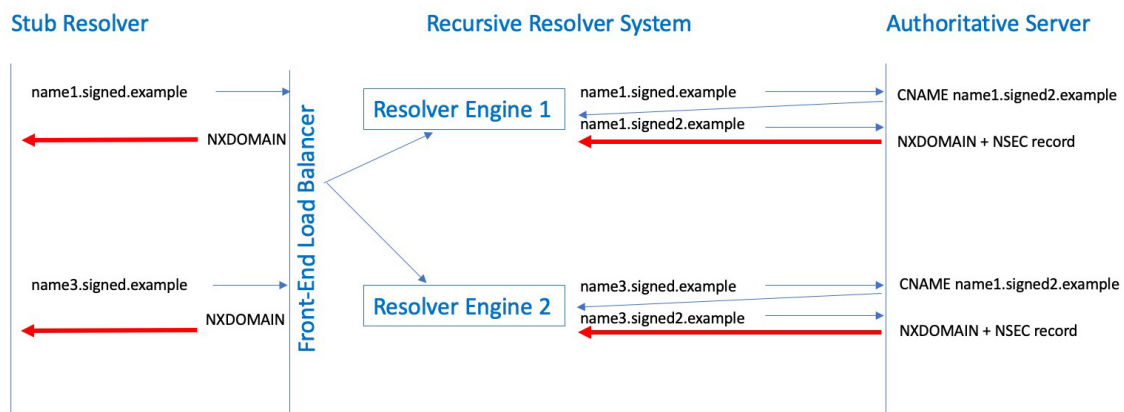 Stub Resolver
Recursive Resolver System
Authoritative Server
name1.signed.example
NXDOMAIN
Front-End Load Balancer
Resolver Engine 1
name1.signed.example
name1.signed2.example
CNAME name1.signed2.example
NXDOMAIN + NSEC record
name3.signed.example
NXDOMAIN
Resolver Engine 2
name3.signed.example
name3.signed2.example
CNAME name1.signed2.example
NXDOMAIN + NSEC record